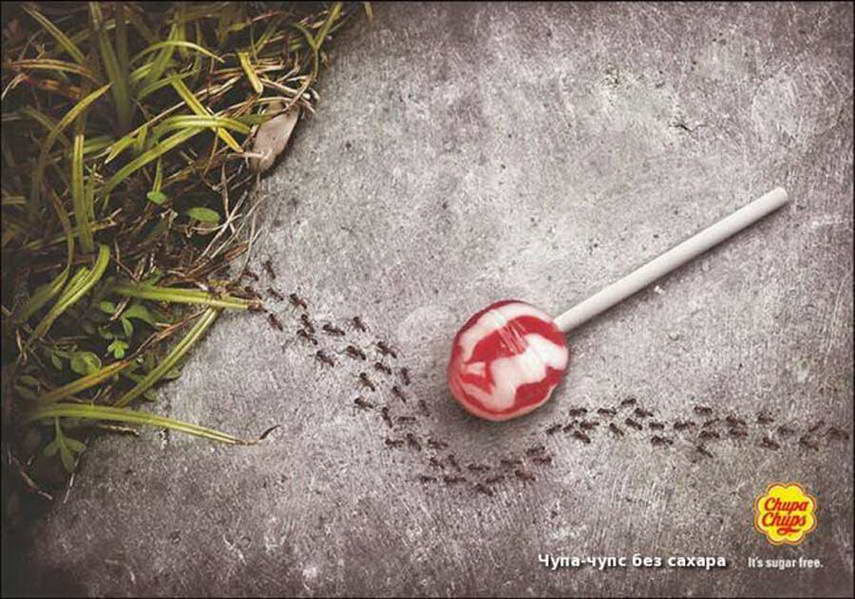 Chupa
Chups
Чупа-чупс без сахара
It's sugar free.